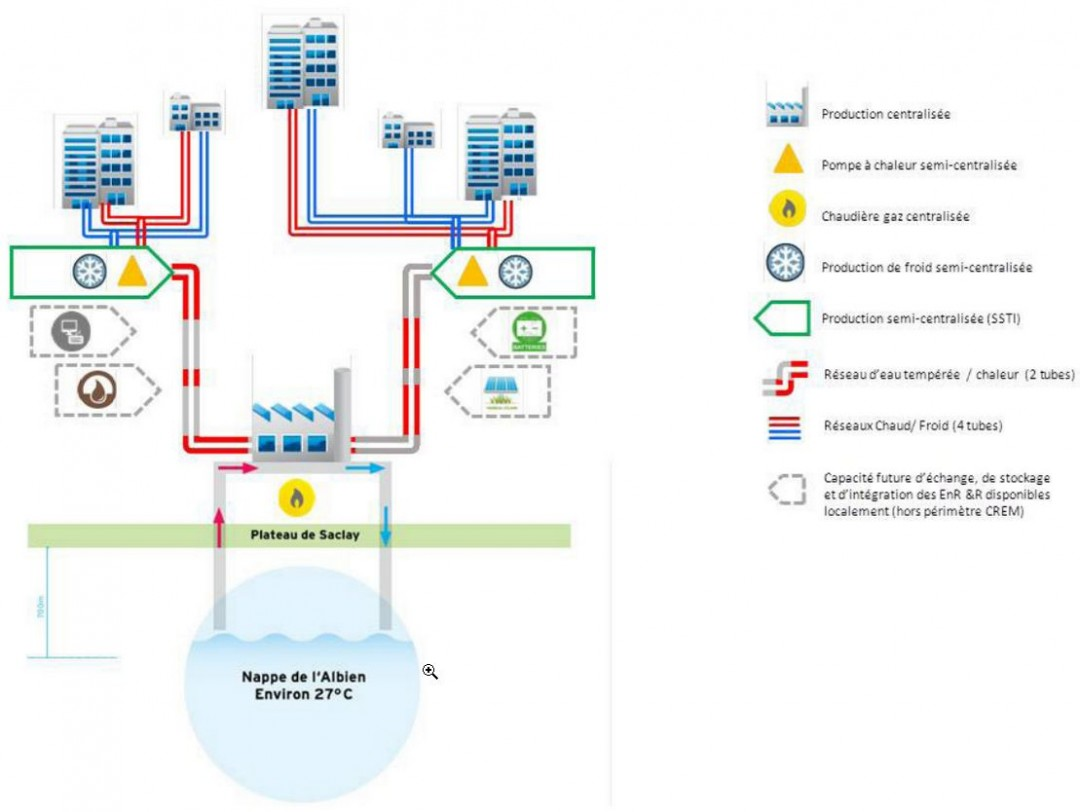 Production centralisée
Pompe à chaleur semi-centralisée
Chaudière gaz centralisée
Production de froid semi-centralisée
Production semi-centralisée (SSTI)
Réseau d'eau tempérée / chaleur (2 tubes)
Réseaux Chaud/ Froid (4 tubes)
Capacité future d'échange, de stockage
et d'intégration des EnR &R disponibles
localement (hors périmètre CREM)
BATTERIES
Plateau de Saclay
700m
Nappe de l'Albien
Environ 27°C